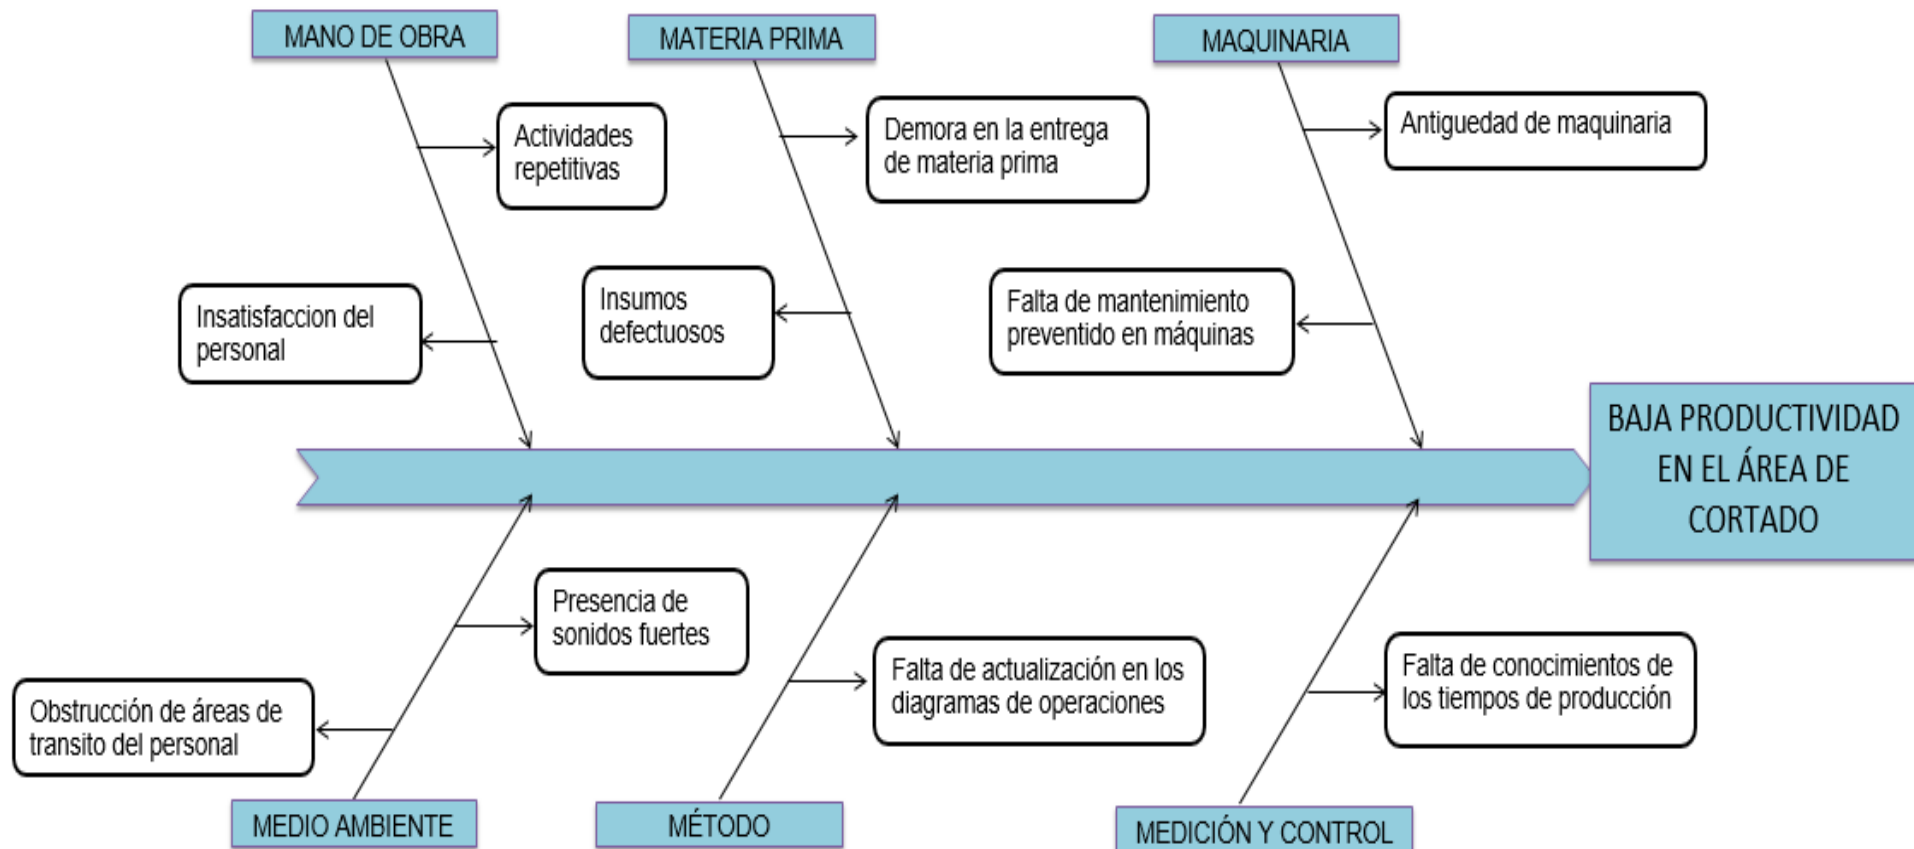 MANO DE OBRA
MATERIA PRIMA
MAQUINARIA
Actividades
repetitivas
Demora en la entrega
de materia prima
Antiguedad de maquinaria
Insatisfaccion del
personal
Insumos
defectuosos
Falta de mantenimiento
preventido en máquinas
BAJA PRODUCTIVIDAD
EN EL ÁREA DE
CORTADO
Presencia de
sonidos fuertes
Obstrucción de áreas de
transito del personal
Falta de actualización en los
diagramas de operaciones
Falta de conocimientos de
los tiempos de producción
MEDIO AMBIENTE
MÉTODO
MEDICIÓN Y CONTROL